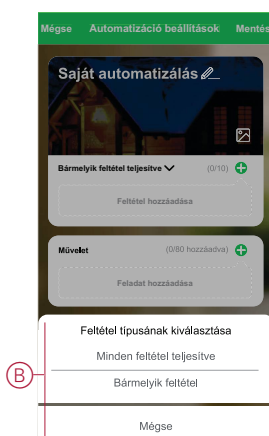 Mégse Automatizáció beállítások Mentés
Saját automatizálás
Bármelyik feltétel teljesítve (0/10)
Feltétel hozzáadása
Művelet (0/80 hozzáadva)
Feladat hozzáadása
Feltétel típusának kiválasztása
Minden feltétel teljesítve
B
Bármelyik feltétel
Mégse